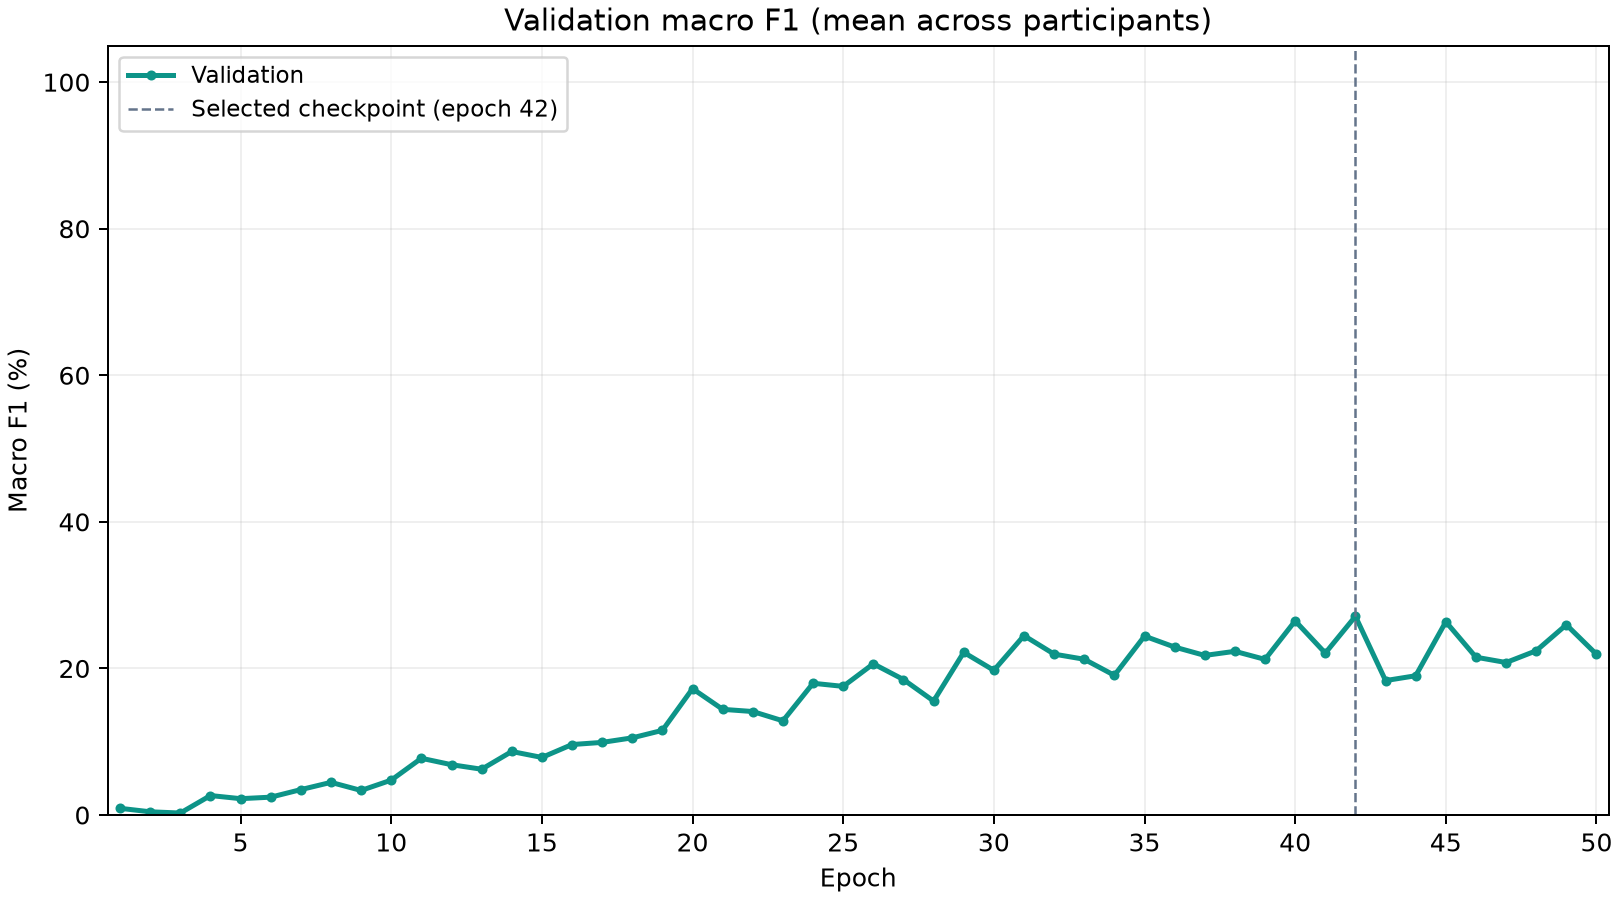 Validation macro F1 (mean across participants)
Validation
Selected checkpoint (epoch 42)
Macro F1 (%)
100
80
60
40
20
0
5 10 15 20 25 30 35 40 45 50
Epoch